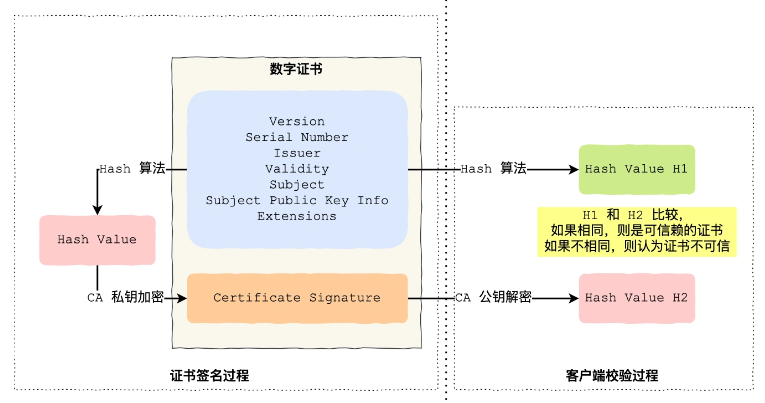 数字证书
Version
Serial Number
Issuer
Validity
Subject
Subject Public Key Info
Extensions
Hash 算法
Hash Value
CA 私钥加密
Certificate Signature
证书签名过程
Hash 算法
Hash Value H1
H1 和 H2 比较，
如果相同，则是可信赖的证书
如果不相同，则认为证书不可信
CA 公钥解密
Hash Value H2
客户端校验过程